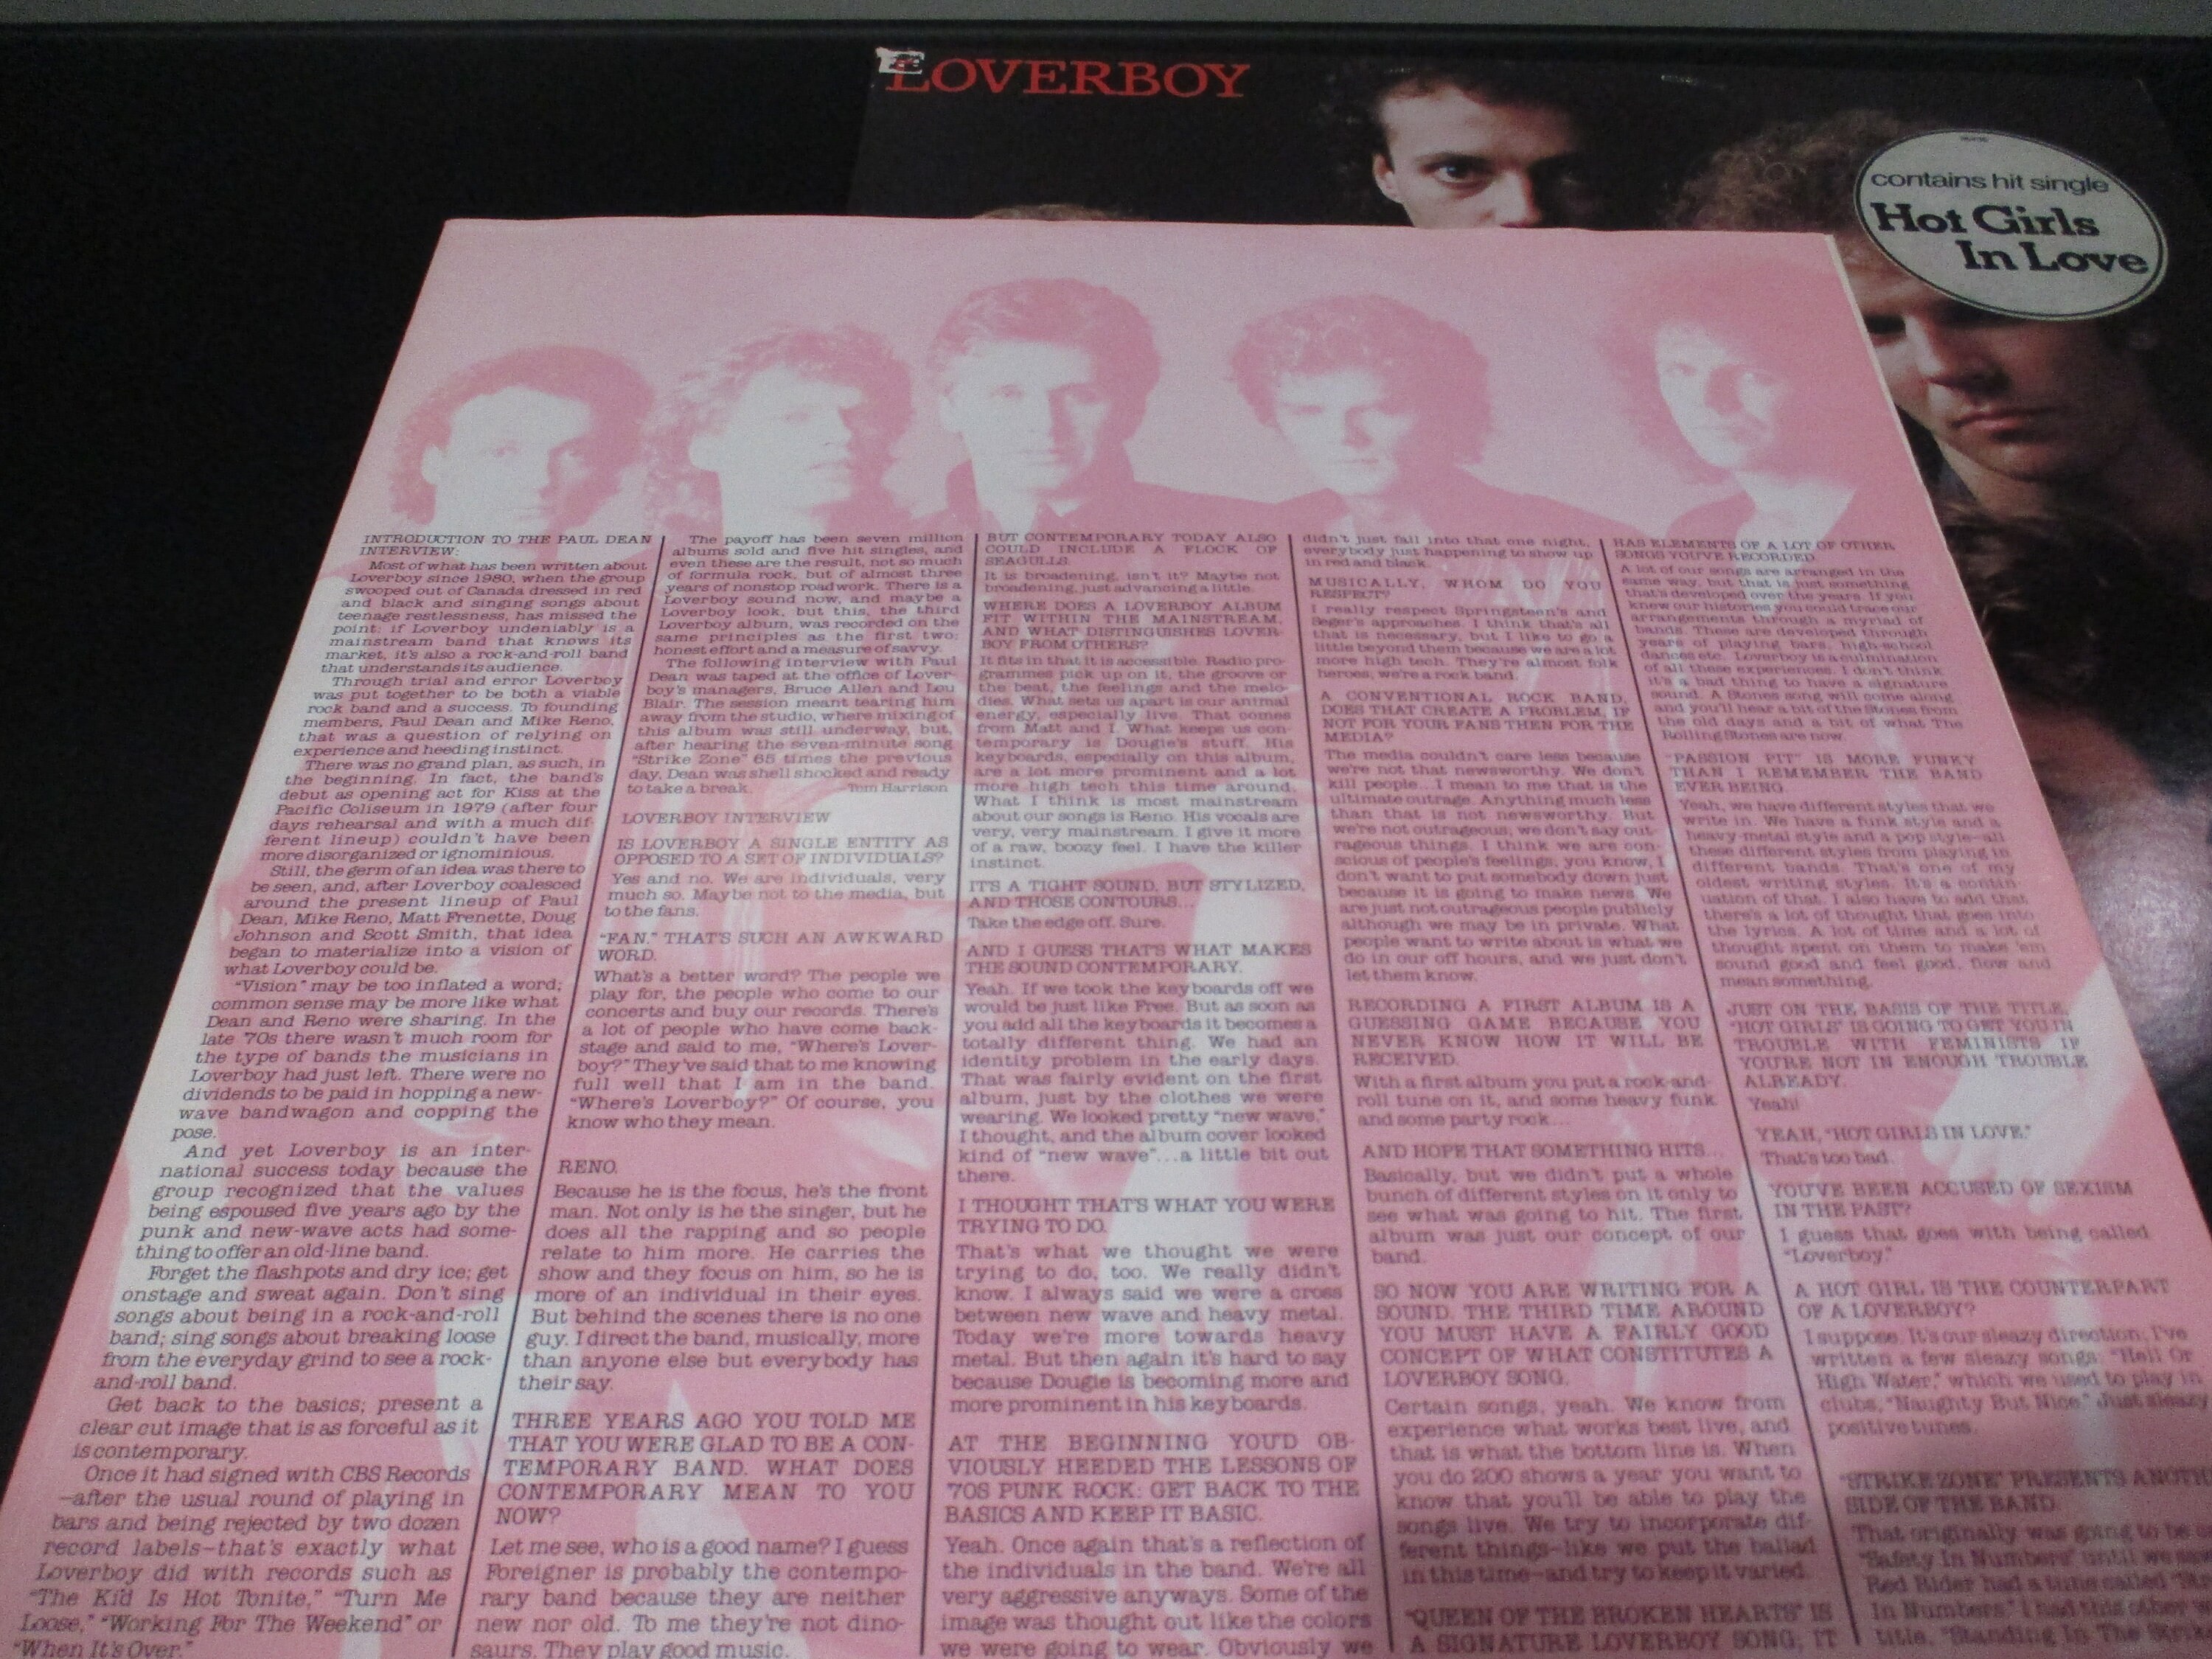 LOVERBOY
contains hit single
Hot Girls
In Love
INTRODUCTION TO THE PAUL DEAN
INTERVIEW:
Most of what has been written about
Loverboy since 1980, when the group
swooped out of Canada dressed in red
and black and singing songs about
teenage restlessness, has missed the
point: if Loverboy undeniably is a
mainstream band that knows its
market, it's also a rock-and-roll band
that understands its audience.
Through trial and error Loverboy
was put together to be both a viable
rock band and a success. To founding
members, Paul Dean and Mike Reno,
that was a question of relying on
experience and heeding instinct.
There was no grand plan, as such, in
the beginning. In fact, the band's
debut as opening act for Kiss at the
Pacific Coliseum in 1979 (after four
days rehearsal and with a much dif-
ferent lineup) couldn't have been
more disorganized or ignominious.
Still, the germ of an idea was there to
be seen, and, after Loverboy coalesced
around the present lineup of Paul
Dean, Mike Reno, Matt Frenette, Doug
Johnson and Scott Smith, that idea
began to materialize into a vision of
what Loverboy could be.
"Vision" may be too inflated a word;
common sense may be more like what
Dean and Reno were sharing. In the
late '70s there wasn't much room for
the type of bands the musicians in
Loverboy had just left. There were no
dividends to be paid in hopping a new-
wave bandwagon and copping the
pose.
And yet Loverboy is an inter-
national success today because the
group recognized that the values
being espoused five years ago by the
punk and new-wave acts had some-
thing to offer an old-line band.
Forget the flashpots and dry ice; get
onstage and sweat again. Don't sing
songs about being in a rock-and-roll
band; sing songs about breaking loose
from the everyday grind to see a rock-
and-roll band.
Get back to the basics; present a
clear cut image that is as forceful as it
is contemporary.
Once it had signed with CBS Records
—after the usual round of playing in
bars and being rejected by two dozen
record labels—that's exactly what
Loverboy did with records such as
"The Kid Is Hot Tonite," "Turn Me
Loose," "Working For The Weekend" or
"When It's Over."
The payoff has been seven million
albums sold and five hit singles, and
even these are the result, not so much
of formula rock, but of almost three
years of nonstop roadwork. There is a
Loverboy sound now, and maybe a
Loverboy look, but this, the third
Loverboy album, was recorded on the
same principles as the first two:
honest effort and a measure of savvy.
The following interview with Paul
Dean was taped at the office of Lover-
boy's managers, Bruce Allen and Lou
Blair. The session meant tearing him
away from the studio, where mixing of
this album was still underway, but,
after hearing the seven-minute song
"Strike Zone" 65 times the previous
day, Dean was shell shocked and ready
to take a break. Tom Harrison
LOVERBOY INTERVIEW
IS LOVERBOY A SINGLE ENTITY AS
OPPOSED TO A SET OF INDIVIDUALS?
Yes and no. We are individuals, very
much so. Maybe not to the media, but
to the fans.
"FAN." THAT'S SUCH AN AWKWARD
WORD.
What's a better word? The people we
play for, the people who come to our
concerts and buy our records. There's
a lot of people who have come back-
stage and said to me, "Where's Lover-
boy?" They've said that to me knowing
full well that I am in the band.
"Where's Loverboy?" Of course, you
know who they mean.
RENO.
Because he is the focus, he's the front
man. Not only is he the singer, but he
does all the rapping and so people
relate to him more. He carries the
show and they focus on him, so he is
more of an individual in their eyes.
But behind the scenes there is no one
guy. I direct the band, musically, more
than anyone else but everybody has
their say.
THREE YEARS AGO YOU TOLD ME
THAT YOU WERE GLAD TO BE A CON-
TEMPORARY BAND. WHAT DOES
CONTEMPORARY MEAN TO YOU
NOW?
Let me see, who is a good name? I guess
Foreigner is probably the contempo-
rary band because they are neither
new nor old. To me they're not dino-
saurs. They play good music.
BUT CONTEMPORARY TODAY ALSO
COULD INCLUDE A FLOCK OF
SEAGULLS.
It is broadening, isn't it? Maybe not
broadening, just advancing a little.
WHERE DOES A LOVERBOY ALBUM
FIT WITHIN THE MAINSTREAM,
AND WHAT DISTINGUISHES LOVER-
BOY FROM OTHERS?
It fits in that it is accessible. Radio pro-
grammes pick up on it, the groove or
the beat, the feelings and the melo-
dies. What sets us apart is our animal
energy, especially live. That comes
from Matt and I. What keeps us con-
temporary is Dougie's stuff. His
keyboards, especially on this album,
are a lot more prominent and a lot
more high tech this time around.
What I think is most mainstream
about our songs is Reno. His vocals are
very, very mainstream. I give it more
of a raw, boozy feel. I have the killer
instinct.
IT'S A TIGHT SOUND, BUT STYLIZED,
AND THOSE CONTOURS...
Take the edge off. Sure.
AND I GUESS THAT'S WHAT MAKES
THE SOUND CONTEMPORARY.
Yeah. If we took the keyboards off we
would be just like Free. But as soon as
you add all the keyboards it becomes a
totally different thing. We had an
identity problem in the early days.
That was fairly evident on the first
album, just by the clothes we were
wearing. We looked pretty "new wave,"
I thought, and the album cover looked
kind of "new wave"...a little bit out
there.
I THOUGHT THAT'S WHAT YOU WERE
TRYING TO DO.
That's what we thought we were
trying to do, too. We really didn't
know. I always said we were a cross
between new wave and heavy metal.
Today we're more towards heavy
metal. But then again it's hard to say
because Dougie is becoming more and
more prominent in his keyboards.
AT THE BEGINNING YOU'D OB-
VIOUSLY HEEDED THE LESSONS OF
'70S PUNK ROCK: GET BACK TO THE
BASICS AND KEEP IT BASIC.
Yeah. Once again that's a reflection of
the individuals in the band. We're all
very aggressive anyways. Some of the
image was thought out like the colors
we were going to wear. Obviously we
didn't just fall into that one night,
everybody just happening to show up
in red and black.
MUSICALLY, WHOM DO YOU
RESPECT?
I really respect Springsteen's and
Seger's approaches. I think that's all
that is necessary, but I like to go a
little beyond them because we are a lot
more high tech. They're almost folk
heroes; we're a rock band.
A CONVENTIONAL ROCK BAND,
DOES THAT CREATE A PROBLEM, IF
NOT FOR YOUR FANS THEN FOR THE
MEDIA?
The media couldn't care less because
we're not that newsworthy. We don't
kill people...I mean to me that is the
ultimate outrage. Anything much less
than that is not newsworthy. But
we're not outrageous; we don't say out-
rageous things. I think we are con-
scious of people's feelings, you know, I
don't want to put somebody down just
because it is going to make news. We
are just not outrageous people publicly
although we may be in private. What
people want to write about is what we
do in our off hours, and we just don't
let them know.
RECORDING A FIRST ALBUM IS A
GUESSING GAME BECAUSE YOU
NEVER KNOW HOW IT WILL BE
RECEIVED.
With a first album you put a rock-and-
roll tune on it, and some heavy funk
and some party rock...
AND HOPE THAT SOMETHING HITS...
Basically, but we didn't put a whole
bunch of different styles on it only to
see what was going to hit. The first
album was just our concept of our
band.
SO NOW YOU ARE WRITING FOR A
SOUND. THE THIRD TIME AROUND
YOU MUST HAVE A FAIRLY GOOD
CONCEPT OF WHAT CONSTITUTES A
LOVERBOY SONG.
Certain songs, yeah. We know from
experience what works best live, and
that is what the bottom line is. When
you do 200 shows a year you want to
know that you'll be able to play the
songs live. We try to incorporate dif-
ferent things—like we put the ballad
in this time—and try to keep it varied.
"QUEEN OF THE BROKEN HEARTS" IS
A SIGNATURE LOVERBOY SONG; IT
HAS ELEMENTS OF A LOT OF OTHER
SONGS YOU'VE RECORDED.
A lot of our songs are arranged in the
same way, but that is just something
that's developed over the years. If you
knew our histories you could trace our
arrangements through a myriad of
bands. These are developed through
years of playing bars, high-school
dances etc. Loverboy is a culmination
of all these experiences. I don't think
it's a bad thing to have a signature
sound. A Stones song will come along
and you'll hear a bit of the Stones from
the old days and a bit of what The
Rolling Stones are now.
"PASSION PIT" IS MORE FUNKY
THAN I REMEMBER THE BAND
EVER BEING.
Yeah, we have different styles that we
write in. We have a funk style and a
heavy-metal style and a pop style—all
these different styles from playing in
different bands. That's one of my
oldest writing styles. It's a contin-
uation of that. I also have to add that
there's a lot of thought that goes into
the lyrics. A lot of time and a lot of
thought spent on them to make 'em
sound good and feel good, flow and
mean something.
JUST ON THE BASIS OF THE TITLE,
"HOT GIRLS" IS GOING TO GET YOU IN
TROUBLE WITH FEMINISTS IF
YOU'RE NOT IN ENOUGH TROUBLE
ALREADY.
Yeah!
YEAH, "HOT GIRLS IN LOVE."
That's too bad.
YOU'VE BEEN ACCUSED OF SEXISM
IN THE PAST?
I guess that goes with being called
"Loverboy."
A HOT GIRL IS THE COUNTERPART
OF A LOVERBOY?
I suppose. It's our sleazy direction; I've
written a few sleazy songs: "Hell Or
High Water," which we used to play in
clubs, "Naughty But Nice." Just sleazy
positive tunes.
"STRIKE ZONE" PRESENTS
SIDE OF THE BAND.
That originally was going to be
"Safety In Numbers" until we
Red Rider had a tune called
In Numbers." I had this other
title, "Standing In The